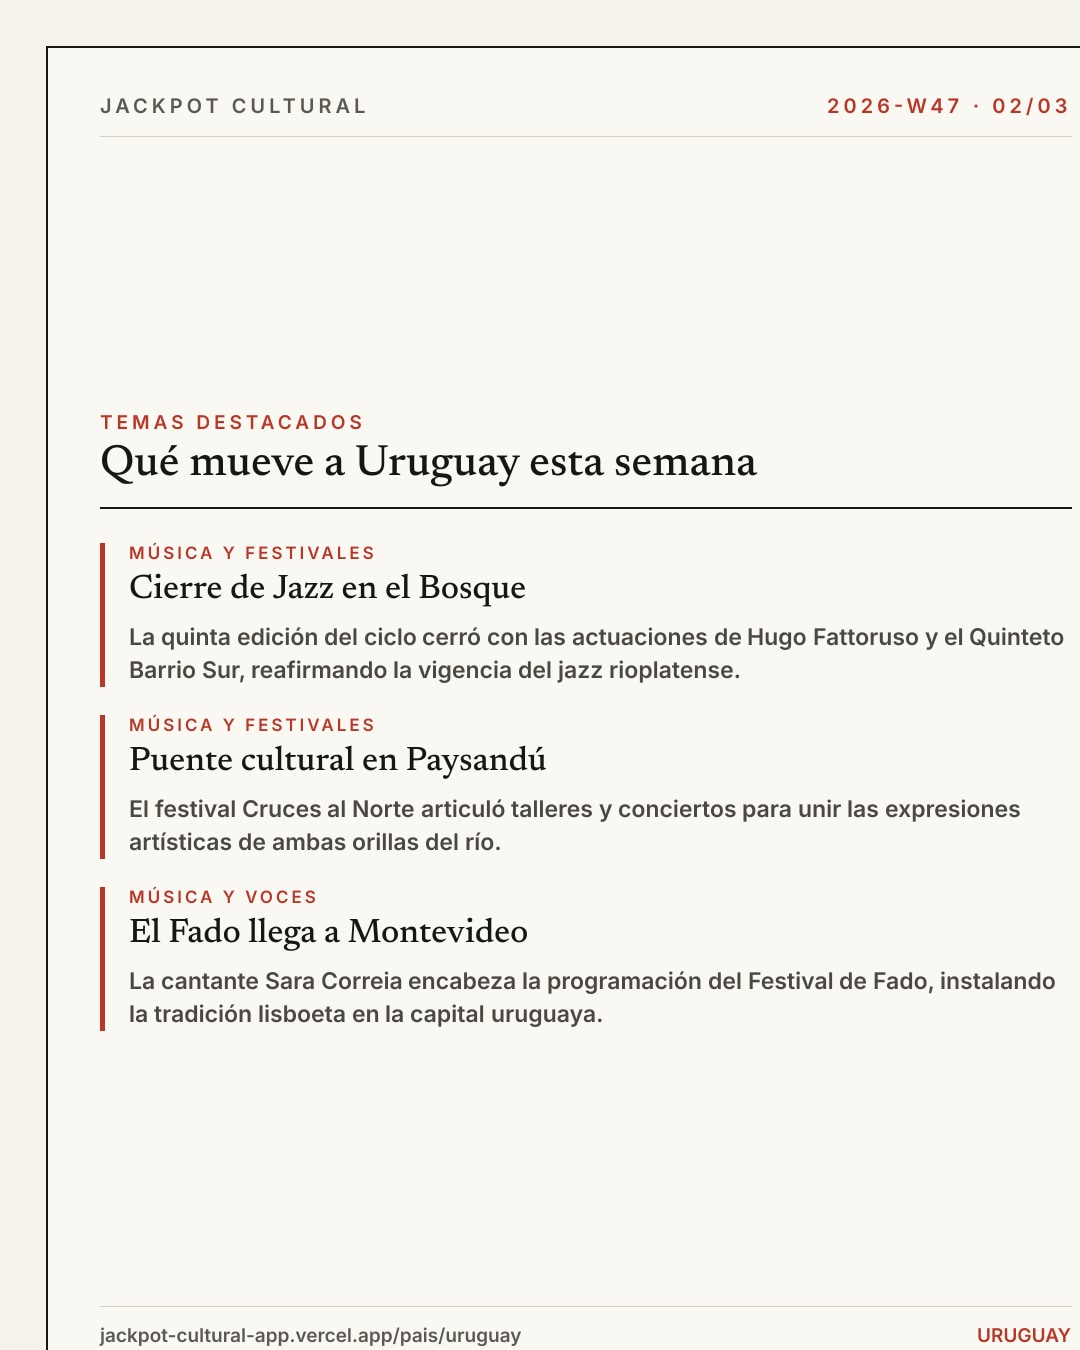 JACKPOT CULTURAL
2026-W47 · 02/03
TEMAS DESTACADOS
Qué mueve a Uruguay esta semana
MÚSICA Y FESTIVALES
Cierre de Jazz en el Bosque
La quinta edición del ciclo cerró con las actuaciones de Hugo Fattoruso y el Quinteto
Barrio Sur, reafirmando la vigencia del jazz rioplatense.
MÚSICA Y FESTIVALES
Puente cultural en Paysandú
El festival Cruces al Norte articuló talleres y conciertos para unir las expresiones
artísticas de ambas orillas del río.
MÚSICA Y VOCES
El Fado llega a Montevideo
La cantante Sara Correia encabeza la programación del Festival de Fado, instalando
la tradición lisboeta en la capital uruguaya.
jackpot-cultural-app.vercel.app/pais/uruguay
URUGUAY